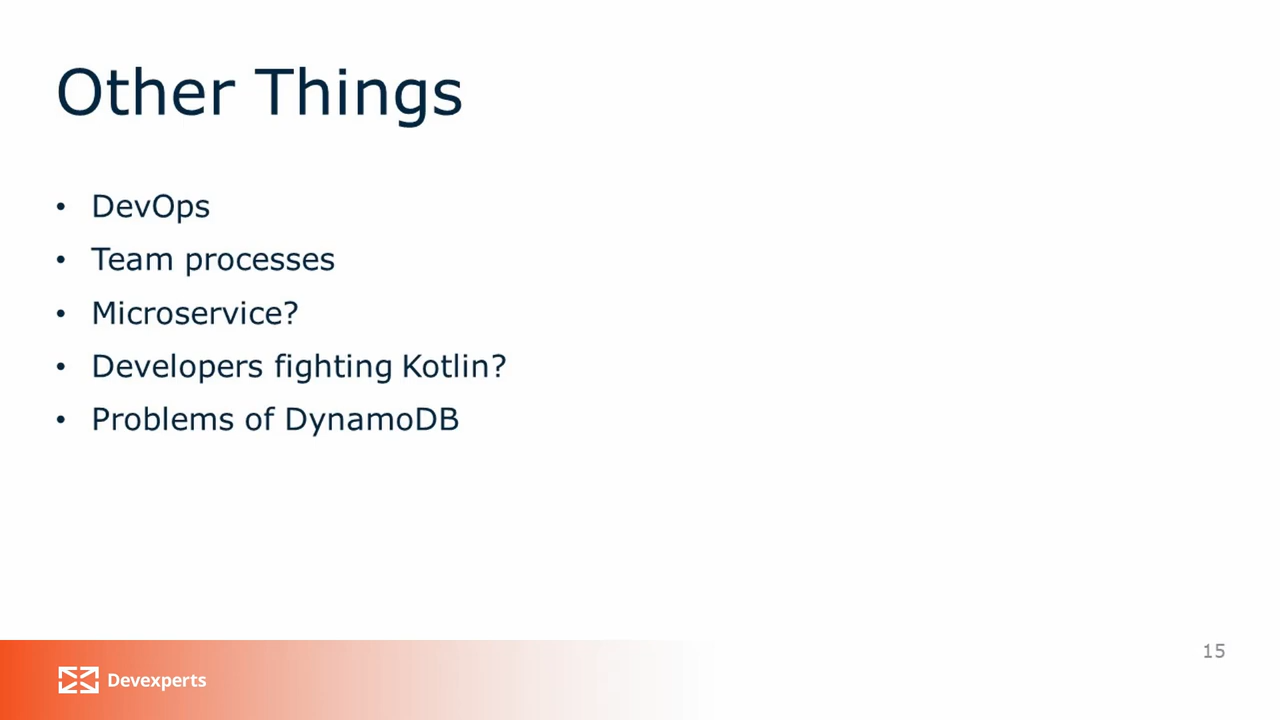 Other Things
• DevOps
• Team processes
• Microservice?
• Developers fighting Kotlin?
• Problems of DynamoDB
15
Devexperts